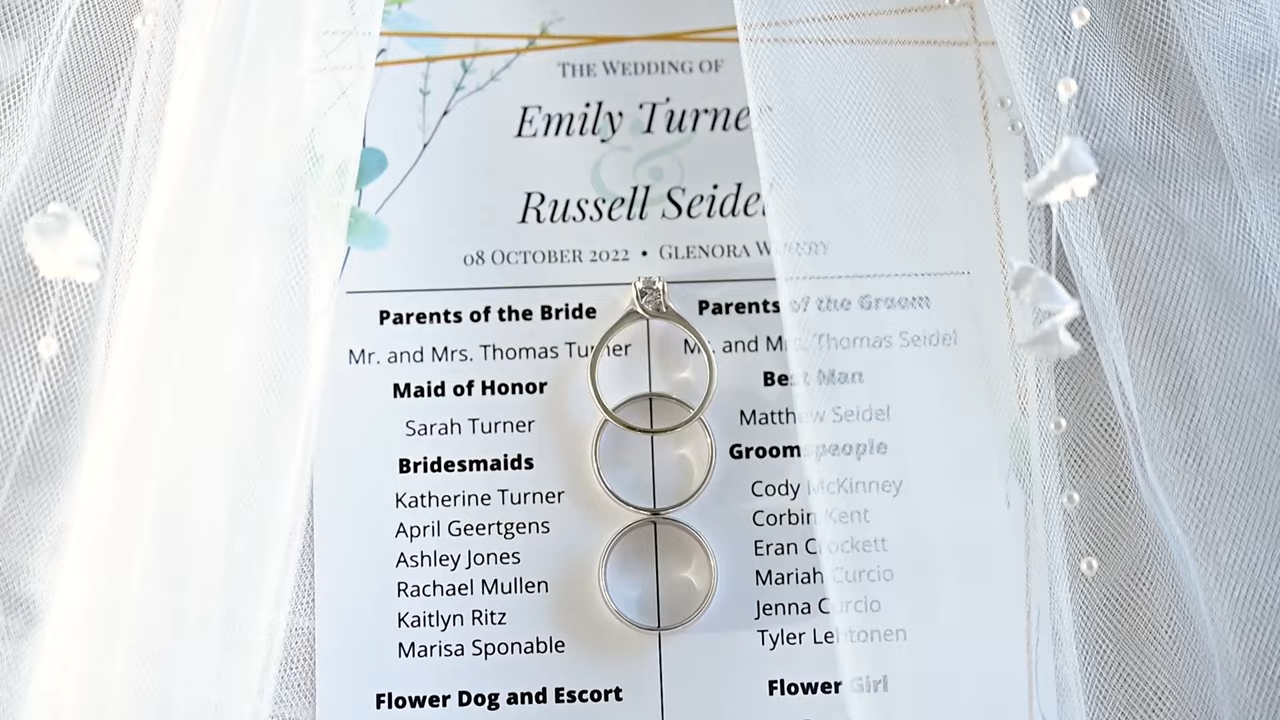 The Wedding of
Emily Turner
&
Russell Seidel
08 October 2022 • Glenora Winery
Parents of the Bride
Mr. and Mrs. Thomas Turner
Maid of Honor
Sarah Turner
Bridesmaids
Katherine Turner
April Geertgens
Ashley Jones
Rachael Mullen
Kaitlyn Ritz
Marisa Sponable
Flower Dog and Escort
Parents of the Groom
Mr. and Mrs. Thomas Seidel
Best Man
Matthew Seidel
Groomspeople
Cody McKinney
Corbin Kent
Eran Crockett
Mariah Curcio
Jenna Curcio
Tyler Lehtonen
Flower Girl